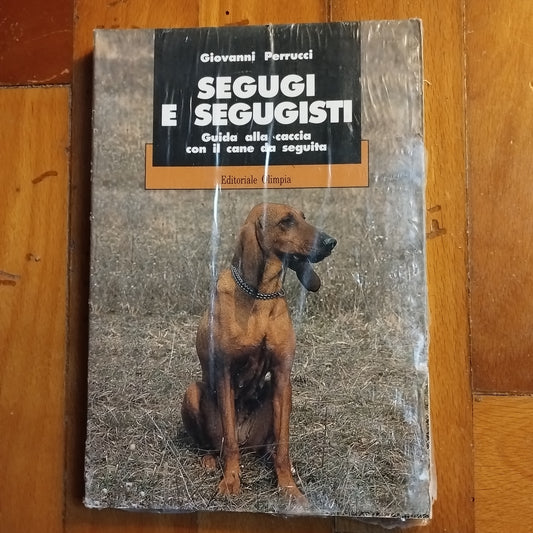 Giovanni Perrucci
SEGUGI
E SEGUGISTI
Guida alla caccia
con il cane da seguita
Editoriale Olimpia